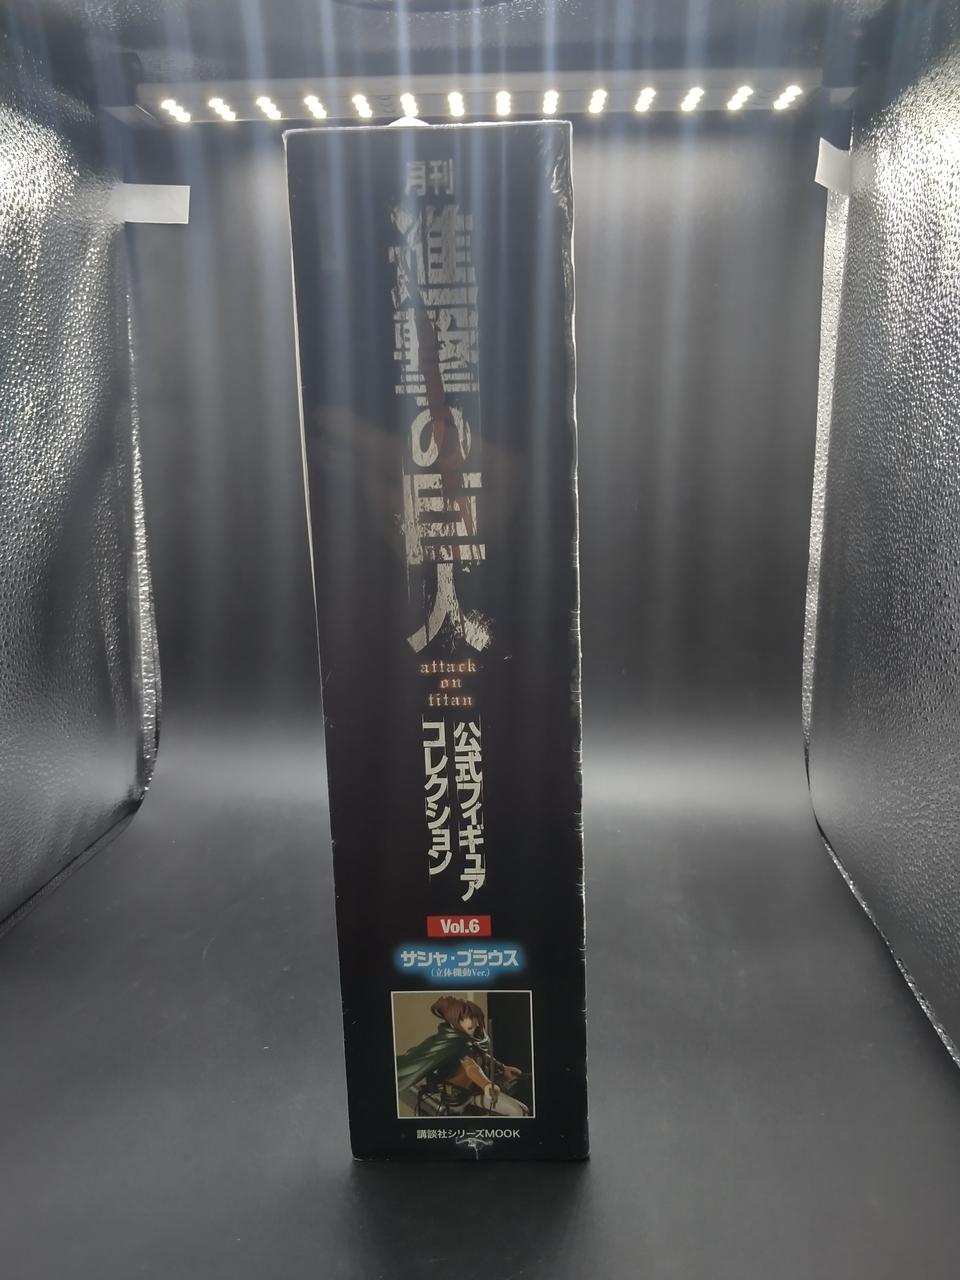 月刊
進撃の巨人
attack
on
titan
公式フィギュア
コレクション
Vol.6
サシャ・ブラウス
(立体機動Ver.)
講談社シリーズMOOK